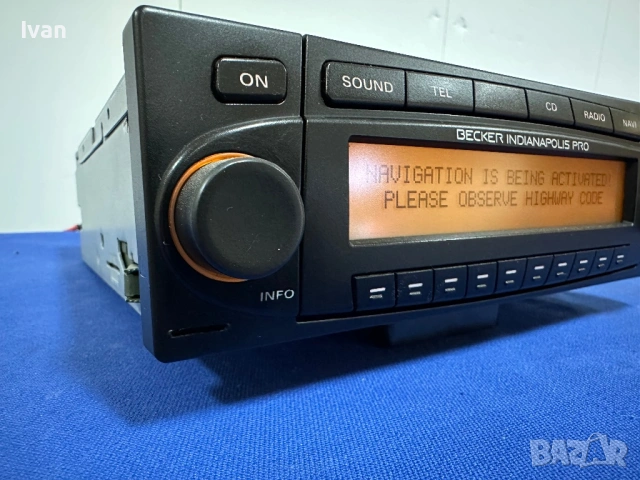 Ivan
ON
SOUND
TEL
CD
RADIO
NAVI
BECKER INDIANAPOLIS PRO
NAVIGATION IS BEING ACTIVATED!
PLEASE OBSERVE HIGHWAY CODE
INFO
BAZAR